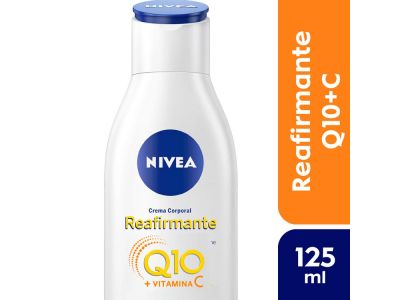 NIVEA
Crema Corporal
Reafirmante
Q10
+ VITAMINA C
Reafirmante
Q10+C
125
ml